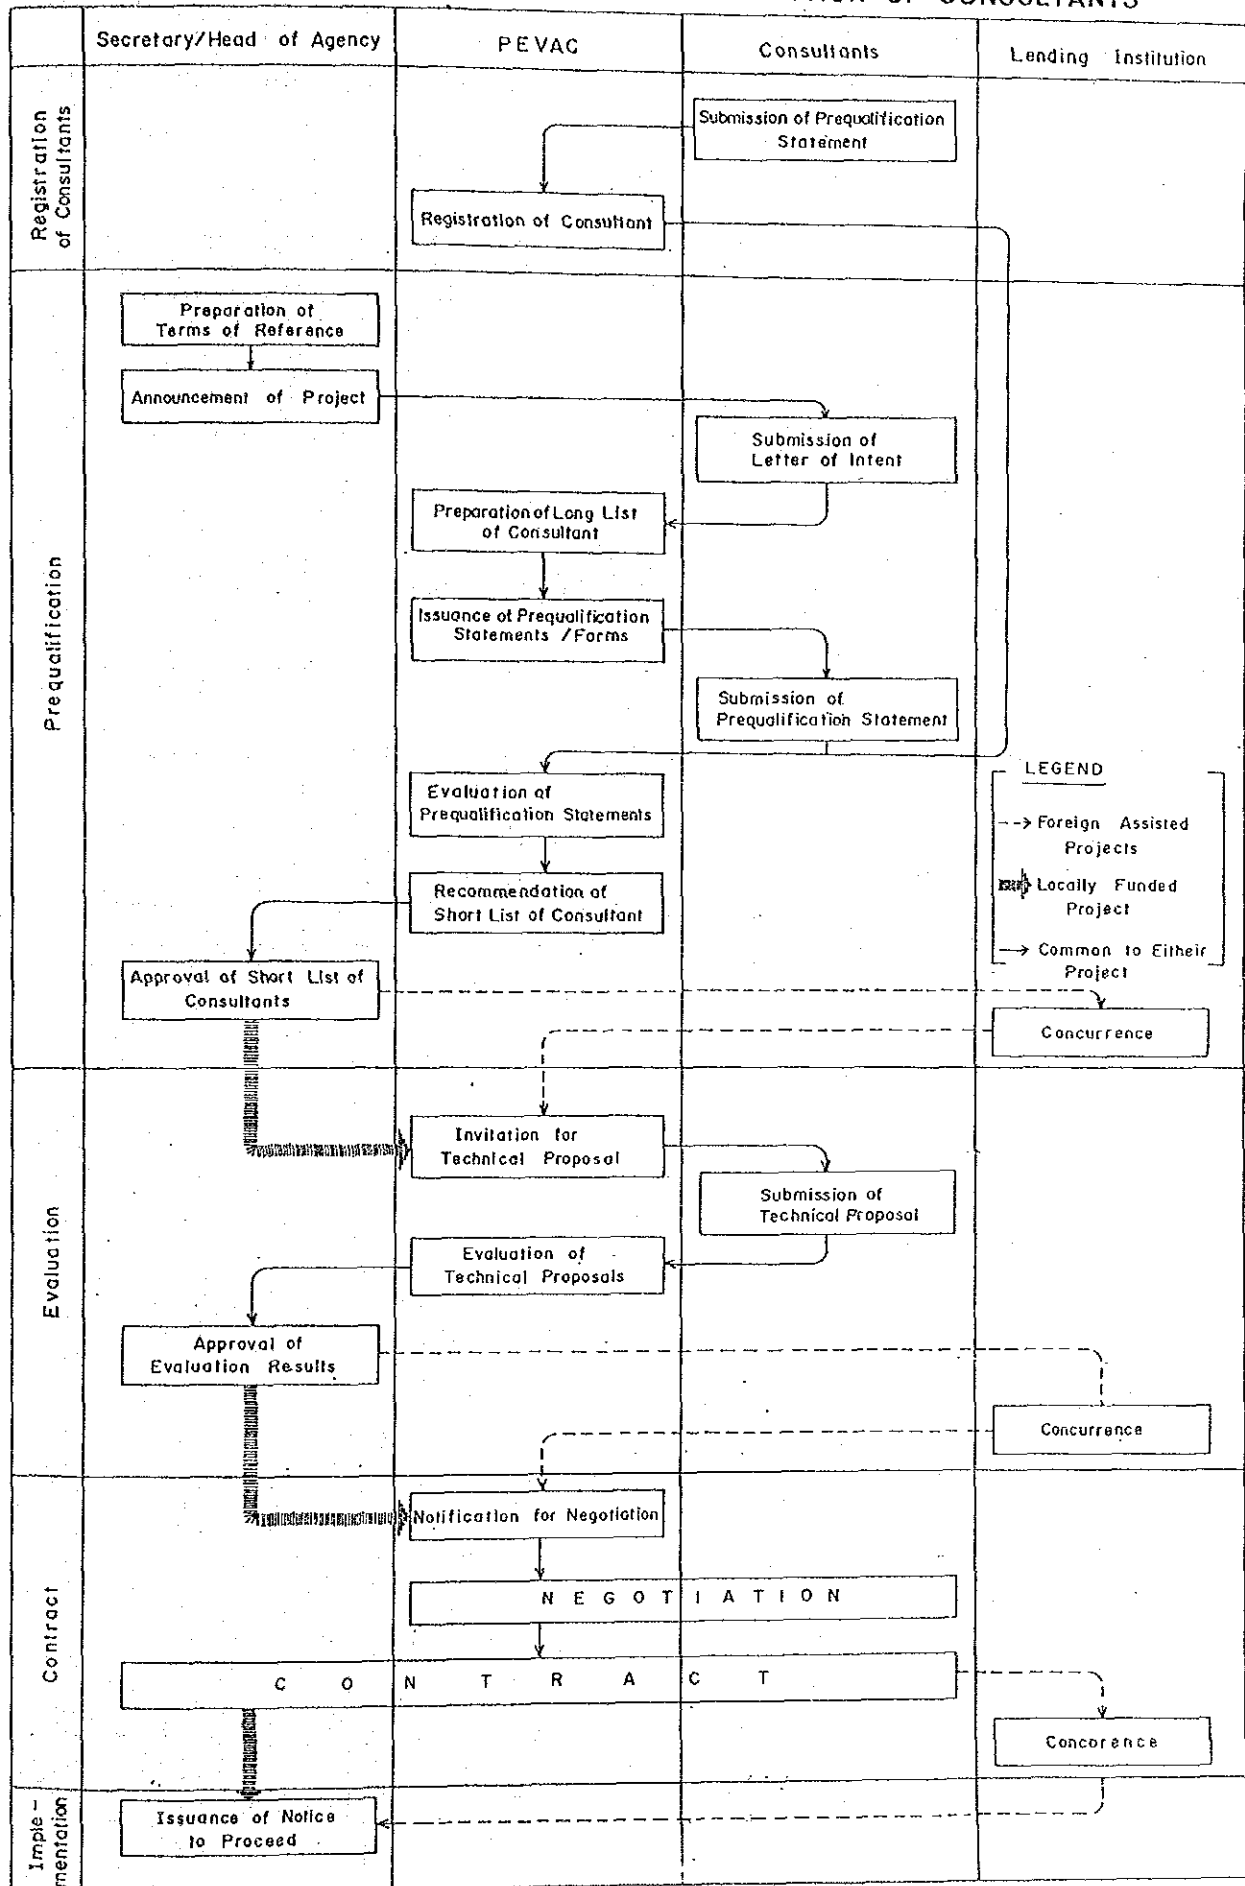 OF CONSULTANTS
Secretary/Head of Agency
PEVAC
Consultants
Lending Institution
Registration
of Consultants
Submission of Prequalification
Statement
Registration of Consultant
Prequalification
Preparation of
Terms of Reference
Announcement of Project
Submission of
Letter of Intent
Preparation of Long List
of Consultant
Issuance of Prequalification
Statements / Forms
Submission of
Prequalification Statement
Evaluation of
Prequalification Statements
Recommendation of
Short List of Consultant
LEGEND
Foreign Assisted
Projects
Locally Funded
Project
Common to Eitheir
Project
Approval of Short List of
Consultants
Concurrence
Evaluation
Invitation for
Technical Proposal
Submission of
Technical Proposal
Evaluation of
Technical Proposals
Approval of
Evaluation Results
Concurrence
Contract
Notification for Negotiation
NEGOTIATION
CONTRACT
Concorence
Imple-
mentation
Issuance of Notice
to Proceed